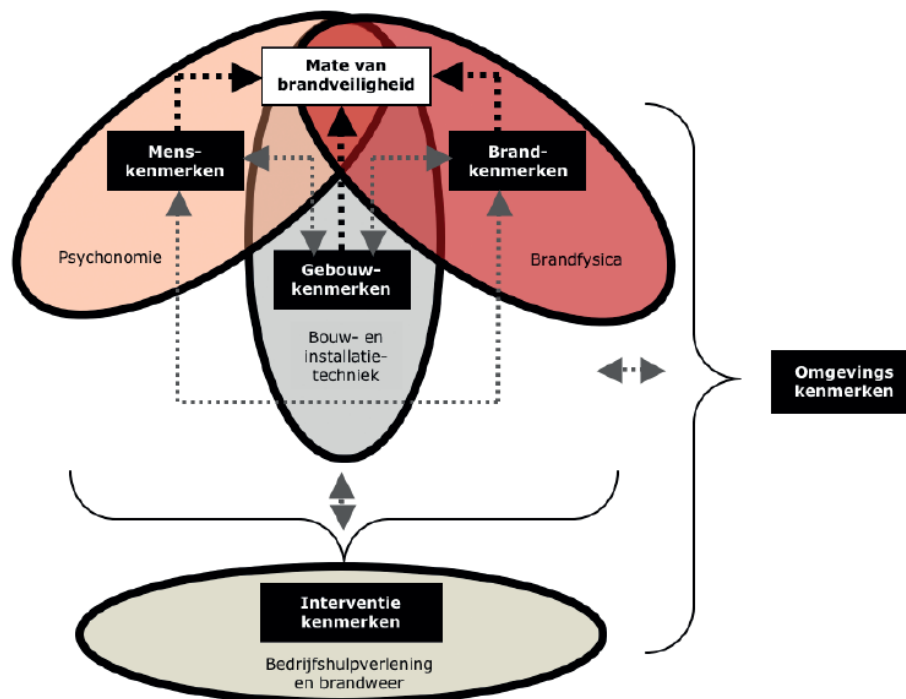 Mate van
brandveiligheid
Mens-
kenmerken
Brand-
kenmerken
Psychonomie
Brandfysica
Gebouw-
kenmerken
Bouw- en
installatie-
techniek
Omgevings
kenmerken
Interventie
kenmerken
Bedrijfshulpverlening
en brandweer